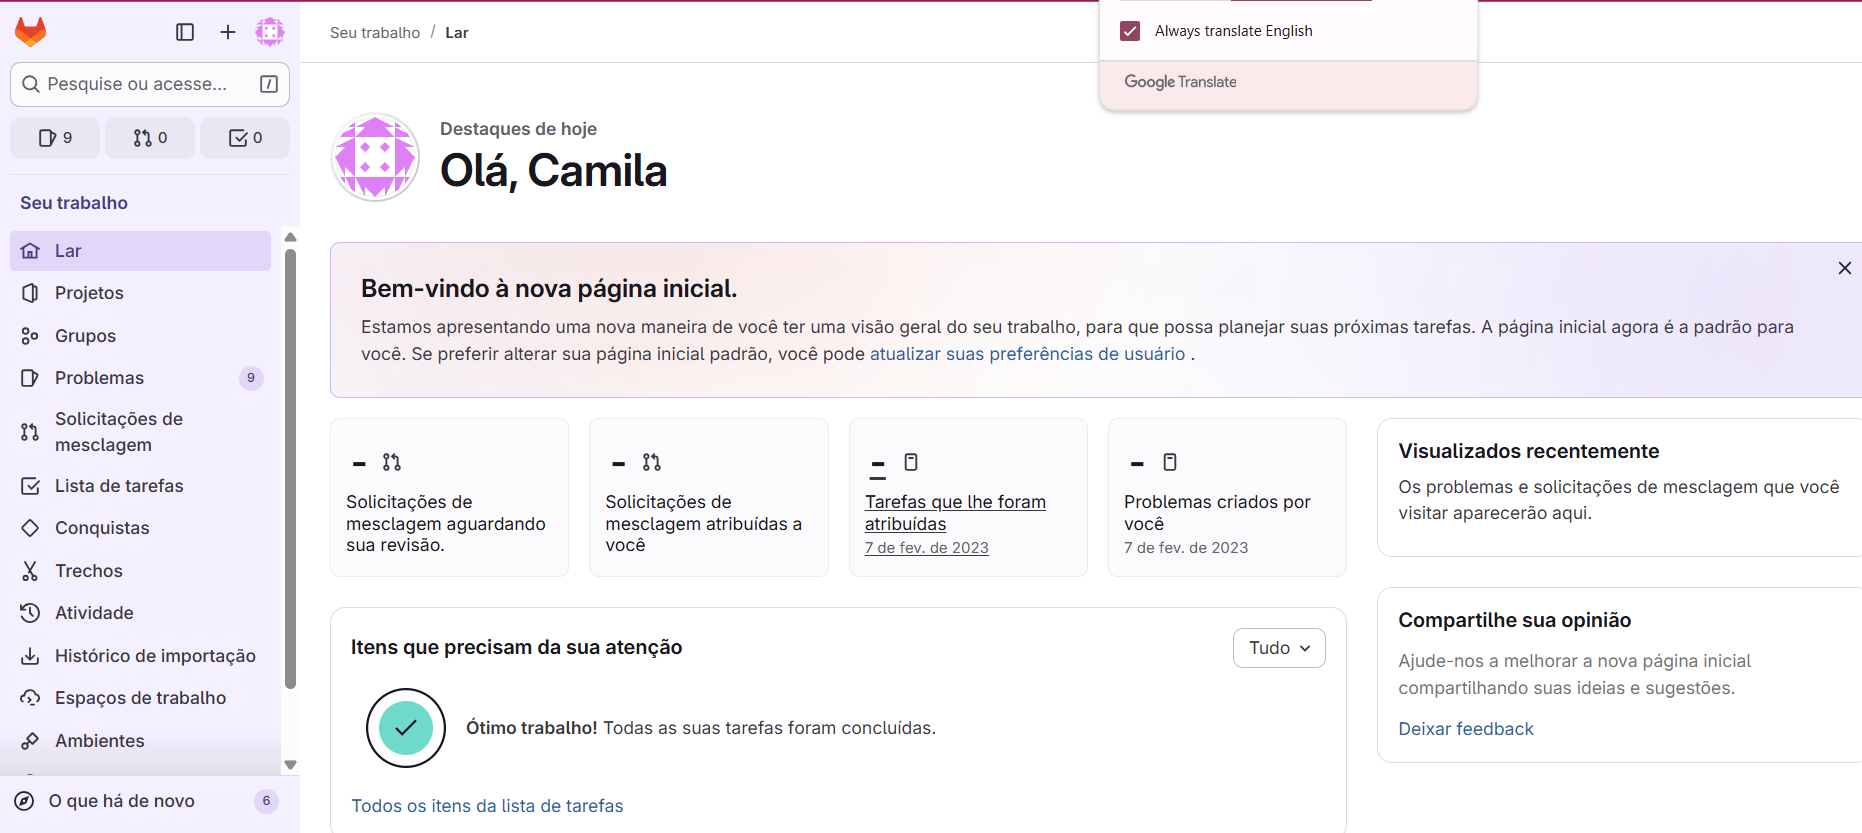 Seu trabalho / Lar
Always translate English
Google Translate
Pesquise ou acesse... /
9 0 0
Seu trabalho
Lar
Projetos
Grupos
Problemas 9
Solicitações de
mesclagem
Lista de tarefas
Conquistas
Trechos
Atividade
Histórico de importação
Espaços de trabalho
Ambientes
O que há de novo 6
Destaques de hoje
Olá, Camila
Bem-vindo à nova página inicial.
Estamos apresentando uma nova maneira de você ter uma visão geral do seu trabalho, para que possa planejar suas próximas tarefas. A página inicial agora é a padrão para
você. Se preferir alterar sua página inicial padrão, você pode atualizar suas preferências de usuário .
-
Solicitações de
mesclagem aguardando
sua revisão.
-
Solicitações de
mesclagem atribuídas a
você
-
Tarefas que lhe foram
atribuídas
7 de fev. de 2023
-
Problemas criados por
você
7 de fev. de 2023
Itens que precisam da sua atenção
Tudo
Ótimo trabalho! Todas as suas tarefas foram concluídas.
Todos os itens da lista de tarefas
Visualizados recentemente
Os problemas e solicitações de mesclagem que você
visitar aparecerão aqui.
Compartilhe sua opinião
Ajude-nos a melhorar a nova página inicial
compartilhando suas ideias e sugestões.
Deixar feedback